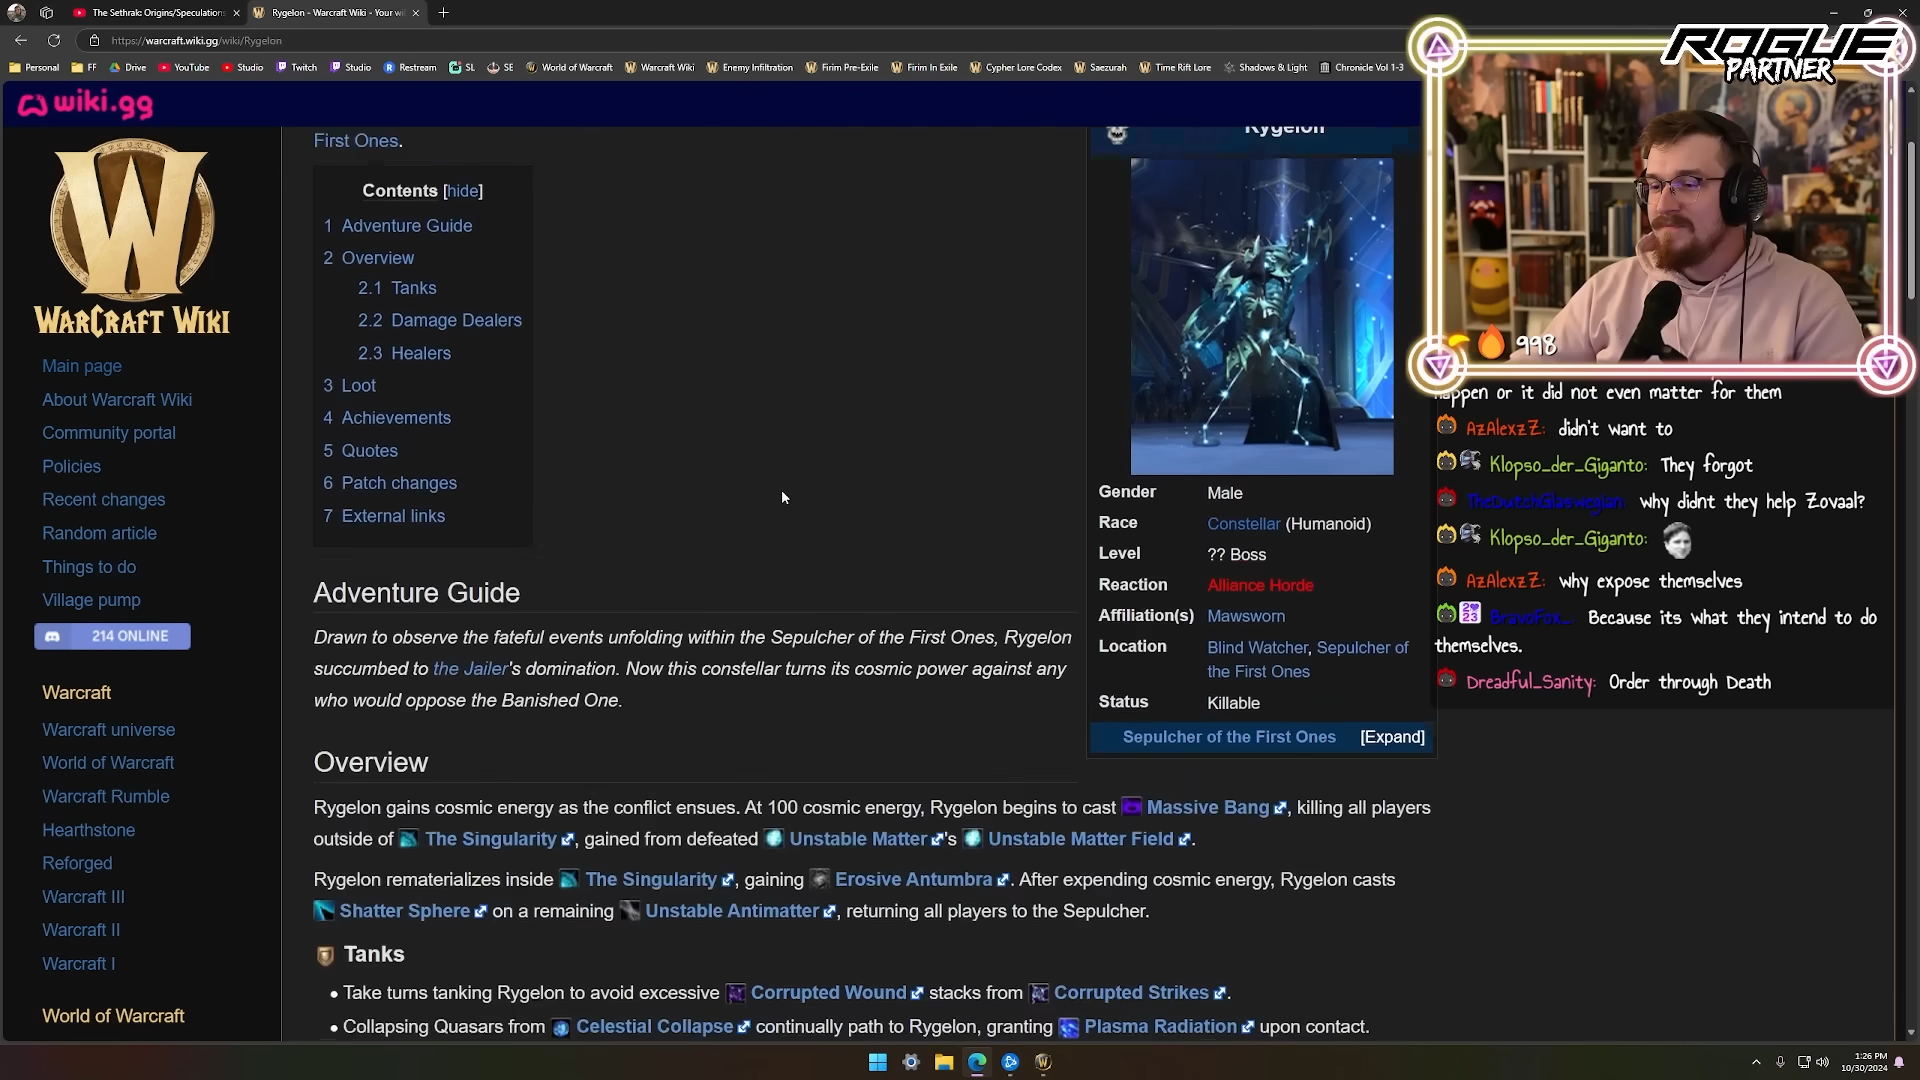 The Sethrak: Origins/Speculations
Rygelon - Warcraft Wiki - Your wi
https://warcraft.wiki.gg/wiki/Rygelon
Personal FF Drive YouTube Studio Twitch Studio Restream SL SE World of Warcraft Warcraft Wiki Enemy Infiltration Firim Pre-Exile Firim In Exile Cypher Lore Codex Saezurah Time Rift Lore Shadows & Light Chronicle Vol 1-3
ROGUE
PARTNER
wiki.gg
WARCRAFT WIKI
Main page
About Warcraft Wiki
Community portal
Policies
Recent changes
Random article
Things to do
Village pump
214 ONLINE
Warcraft
Warcraft universe
World of Warcraft
Warcraft Rumble
Hearthstone
Reforged
Warcraft III
Warcraft II
Warcraft I
World of Warcraft
First Ones.
Contents [hide]
1 Adventure Guide
2 Overview
2.1 Tanks
2.2 Damage Dealers
2.3 Healers
3 Loot
4 Achievements
5 Quotes
6 Patch changes
7 External links
Adventure Guide
Drawn to observe the fateful events unfolding within the Sepulcher of the First Ones, Rygelon
succumbed to the Jailer's domination. Now this constellar turns its cosmic power against any
who would oppose the Banished One.
Overview
Rygelon gains cosmic energy as the conflict ensues. At 100 cosmic energy, Rygelon begins to cast Massive Bang, killing all players
outside of The Singularity, gained from defeated Unstable Matter's Unstable Matter Field.
Rygelon rematerializes inside The Singularity, gaining Erosive Antumbra. After expending cosmic energy, Rygelon casts
Shatter Sphere on a remaining Unstable Antimatter, returning all players to the Sepulcher.
Tanks
• Take turns tanking Rygelon to avoid excessive Corrupted Wound stacks from Corrupted Strikes.
• Collapsing Quasars from Celestial Collapse continually path to Rygelon, granting Plasma Radiation upon contact.
Rygelon
Gender Male
Race Constellar (Humanoid)
Level ?? Boss
Reaction Alliance Horde
Affiliation(s) Mawsworn
Location Blind Watcher, Sepulcher of
the First Ones
Status Killable
Sepulcher of the First Ones [Expand]
998
happen or it did not even matter for them
AzAlexzZ: didn't want to
Klopso_der_Giganto: They forgot
TheDutchGlaswegian: why didnt they help Zovaal?
Klopso_der_Giganto:
AzAlexzZ: why expose themselves
BravoFox_: Because its what they intend to do
themselves.
Dreadful_Sanity: Order through Death
1:26 PM
10/30/2024